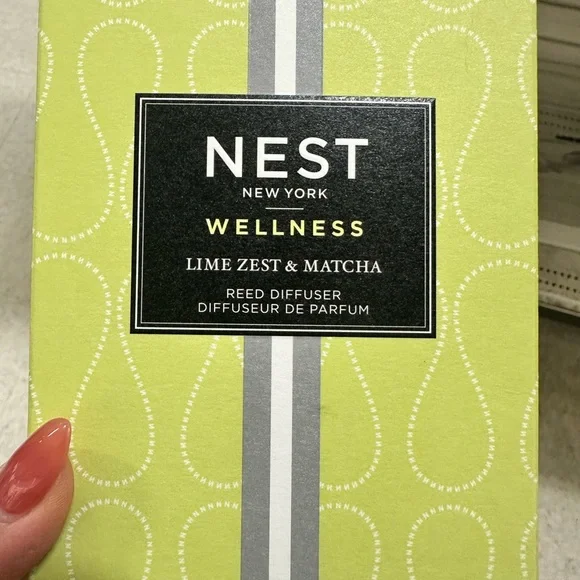 NEST
NEW YORK
WELLNESS
LIME ZEST & MATCHA
REED DIFFUSER
DIFFUSEUR DE PARFUM